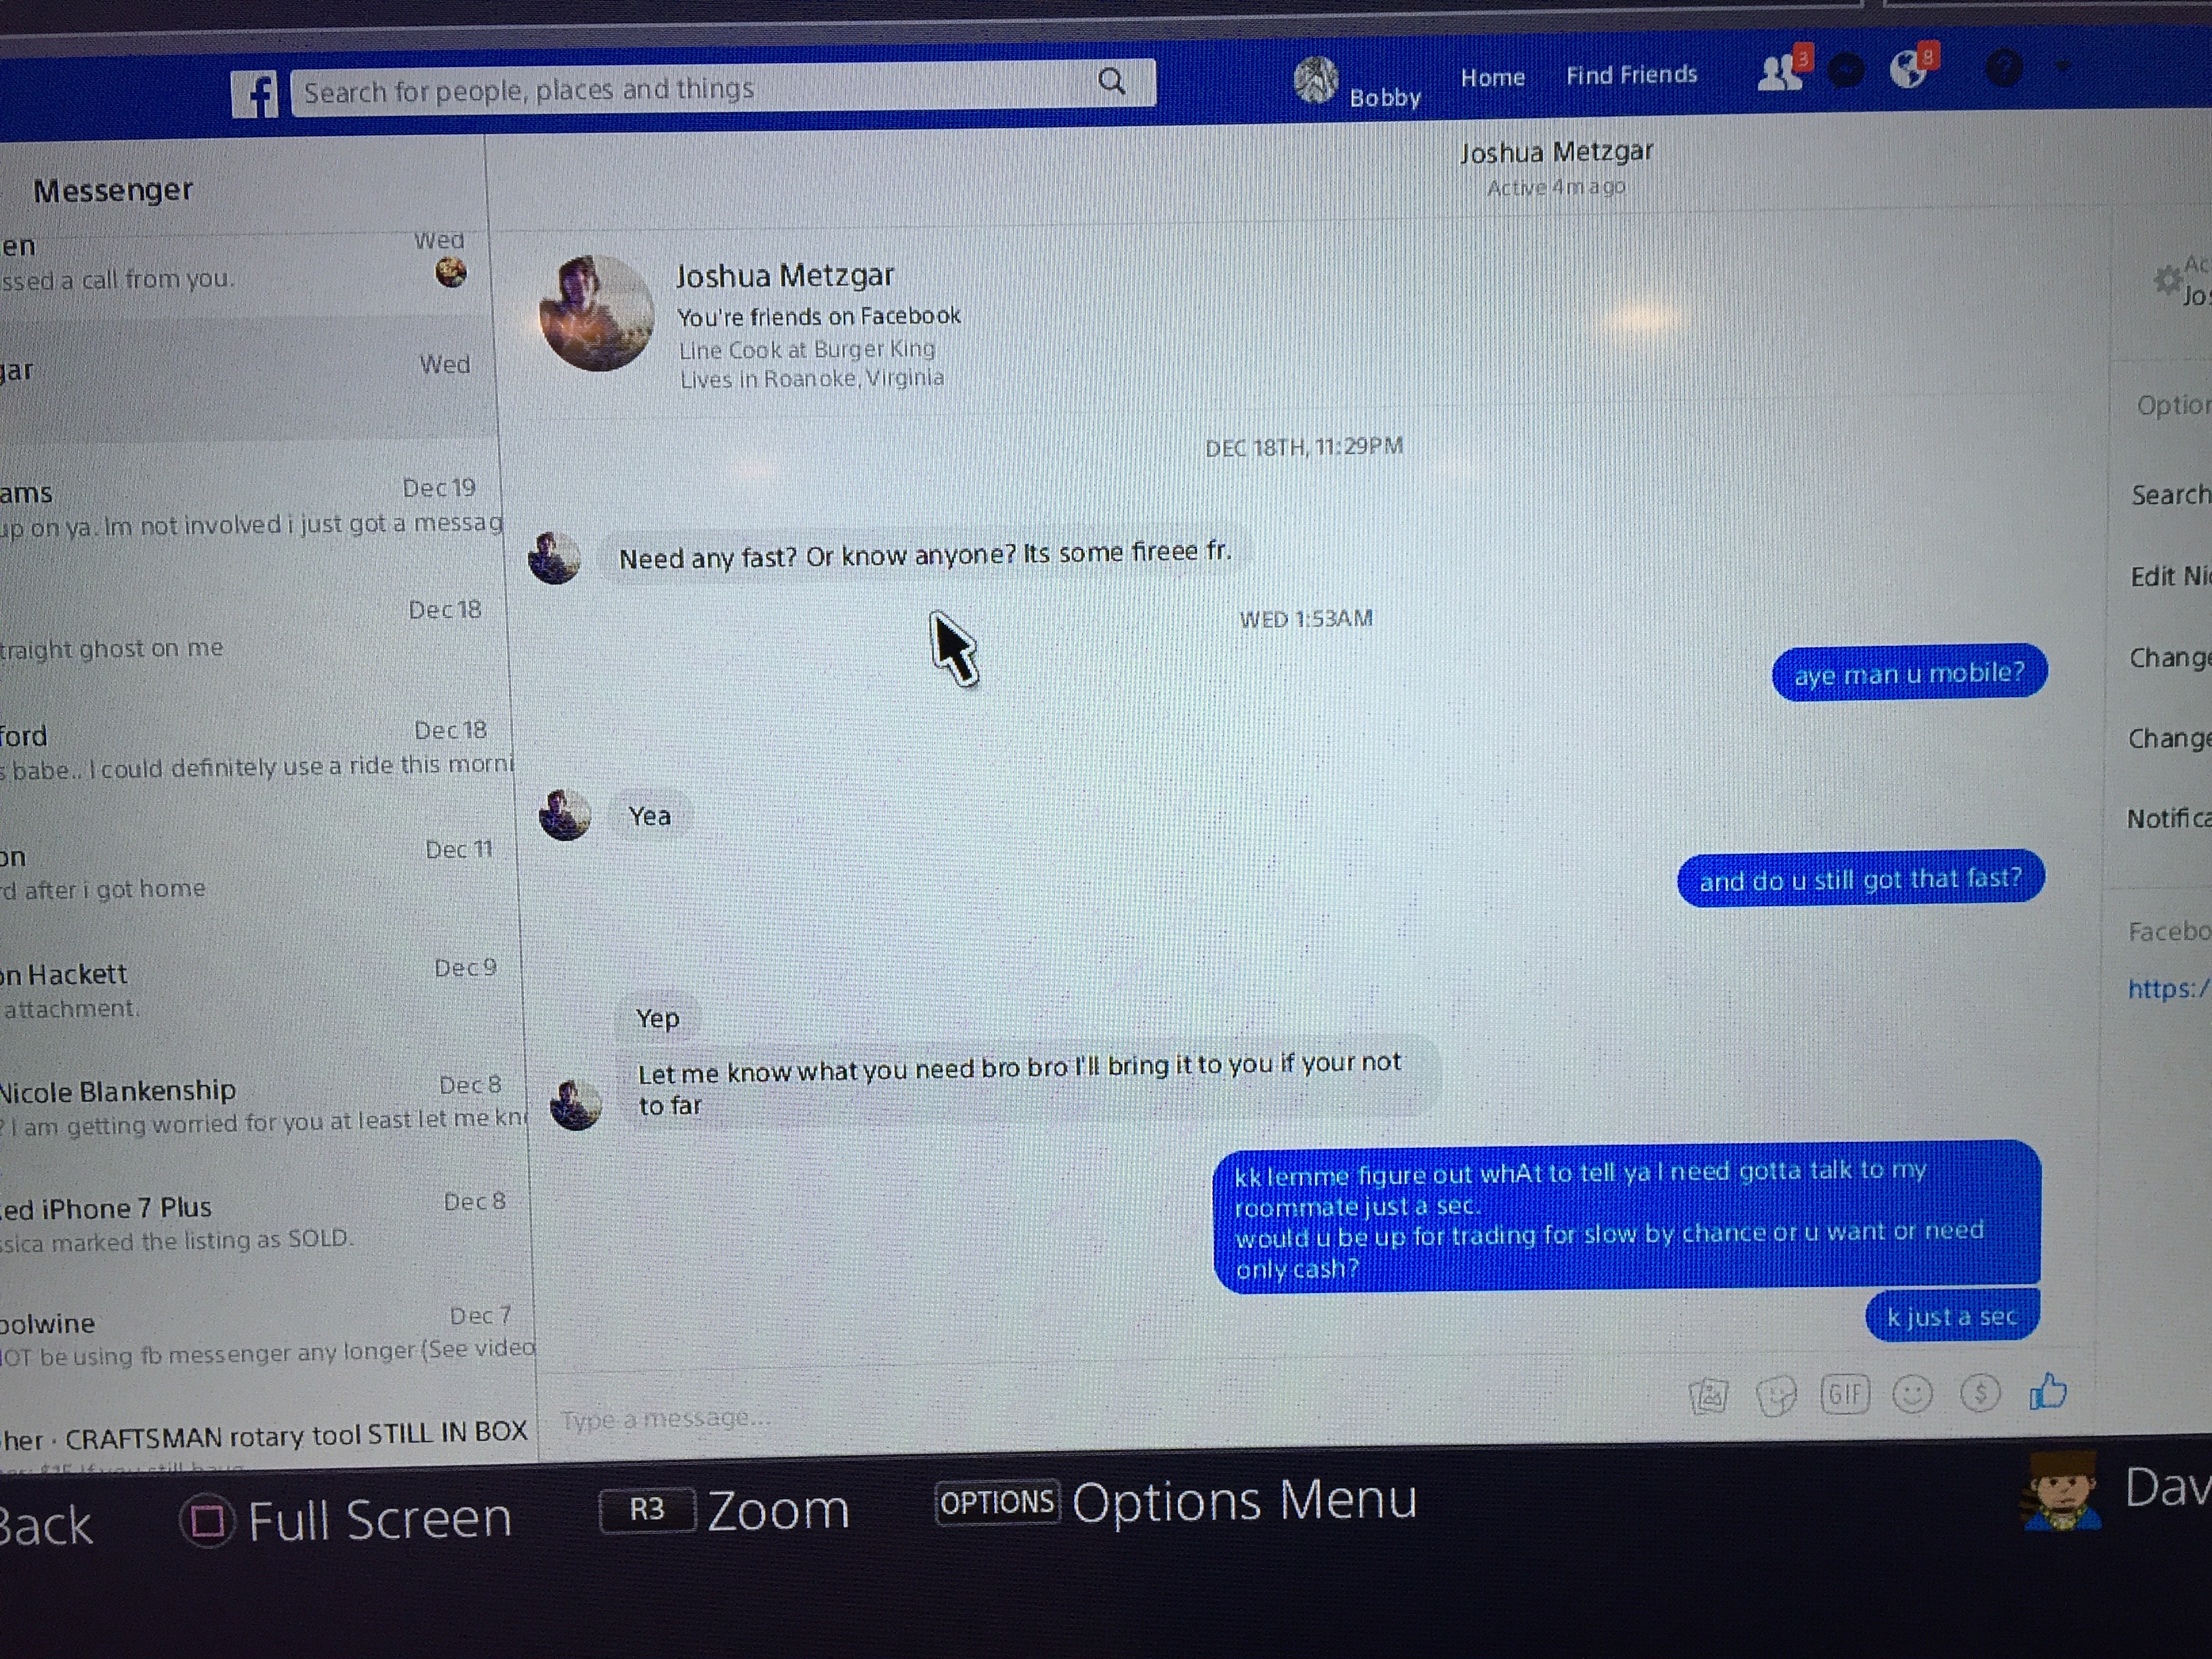 f
Search for people, places and things
Bobby
Home
Find Friends
3
8
?
Messenger
Joshua Metzgar
Active 4m ago
en
Wed
ssed a call from you.
gar
Wed
ams
Dec 19
up on ya. Im not involved i just got a messag
Dec 18
traight ghost on me
ford
Dec 18
s babe.. I could definitely use a ride this morni
on
Dec 11
d after i got home
on Hackett
Dec 9
attachment.
Nicole Blankenship
Dec 8
? I am getting worried for you at least let me kn
ed iPhone 7 Plus
Dec 8
ssica marked the listing as SOLD.
oolwine
Dec 7
OT be using fb messenger any longer (See video
her · CRAFTSMAN rotary tool STILL IN BOX
Joshua Metzgar
You're friends on Facebook
Line Cook at Burger King
Lives in Roanoke, Virginia
DEC 18TH, 11:29PM
Need any fast? Or know anyone? Its some fireee fr.
WED 1:53AM
aye man u mobile?
Yea
and do u still got that fast?
Yep
Let me know what you need bro bro I'll bring it to you if your not
to far
kk lemme figure out whAt to tell ya I need gotta talk to my
roommate just a sec.
would u be up for trading for slow by chance or u want or need
only cash?
k just a sec
Type a message...
GIF
$
Ac
Jos
Option
Search
Edit Nic
Change
Change
Notifica
Facebo
https:/
Back
Full Screen
R3 Zoom
OPTIONS Options Menu
Dav